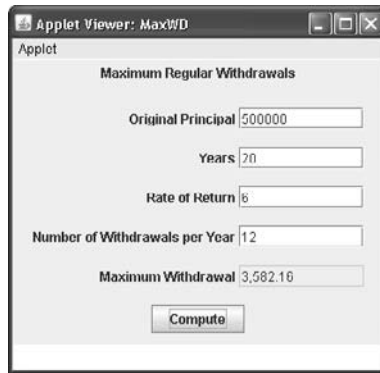 Applet Viewer: MaxWD
Applet
Maximum Regular Withdrawals
Original Principal 500000
Years 20
Rate of Return 6
Number of Withdrawals per Year 12
Maximum Withdrawal 3,582.16
Compute